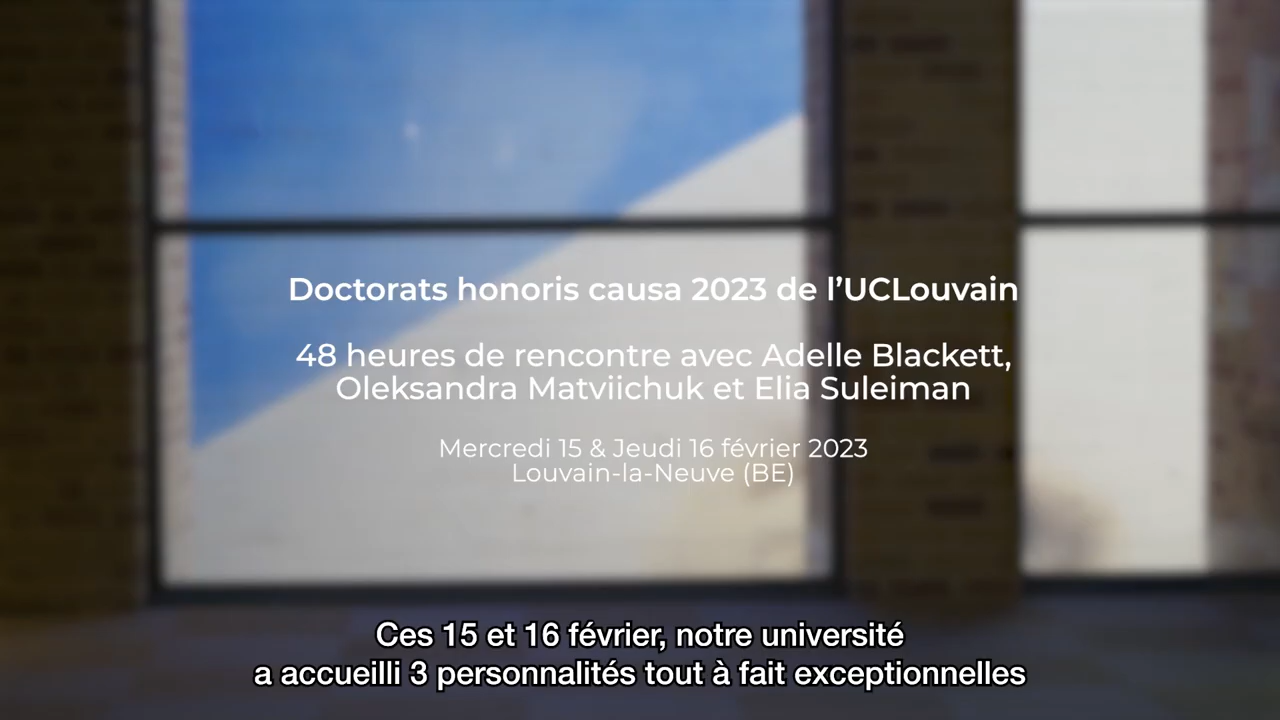 Doctorats honoris causa 2023 de l’UCLouvain
48 heures de rencontre avec Adelle Blackett,
Oleksandra Matviichuk et Elia Suleiman
Mercredi 15 & Jeudi 16 février 2023
Louvain-la-Neuve (BE)
Ces 15 et 16 février, notre université
a accueilli 3 personnalités tout à fait exceptionnelles